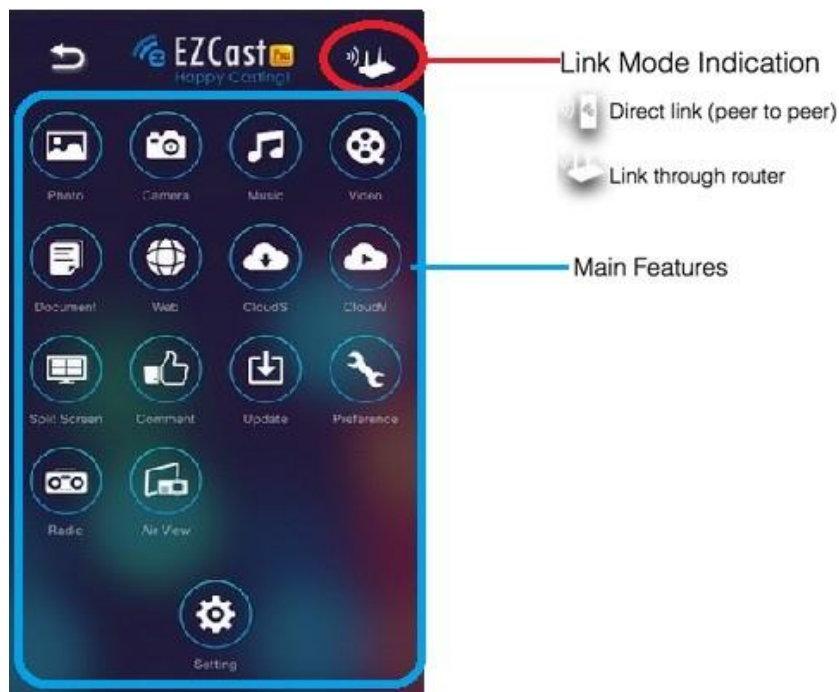 EZCast Pro
Happy Casting!
Link Mode Indication
Direct link (peer to peer)
Link through router
Photo Camera Music Video
Main Features
Document Web CloudS CloudV
Split Screen Comment Update Preference
Radio Air View
Setting